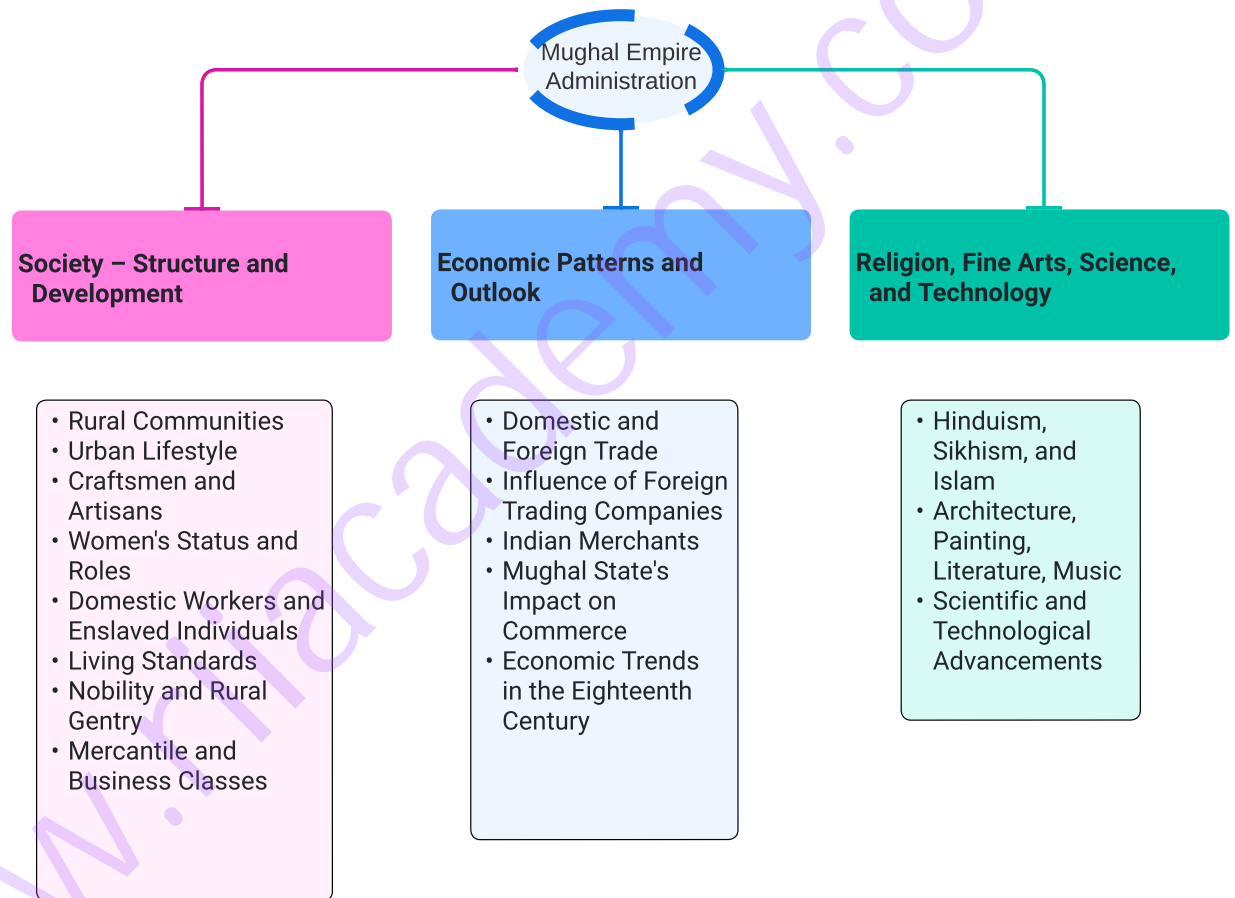 Mughal Empire
Administration
Society – Structure and
Development
Economic Patterns and
Outlook
Religion, Fine Arts, Science,
and Technology
• Rural Communities
• Urban Lifestyle
• Craftsmen and
Artisans
• Women's Status and
Roles
• Domestic Workers and
Enslaved Individuals
• Living Standards
• Nobility and Rural
Gentry
• Mercantile and
Business Classes
• Domestic and
Foreign Trade
• Influence of Foreign
Trading Companies
• Indian Merchants
• Mughal State's
Impact on
Commerce
• Economic Trends
in the Eighteenth
Century
• Hinduism,
Sikhism, and
Islam
• Architecture,
Painting,
Literature, Music
• Scientific and
Technological
Advancements